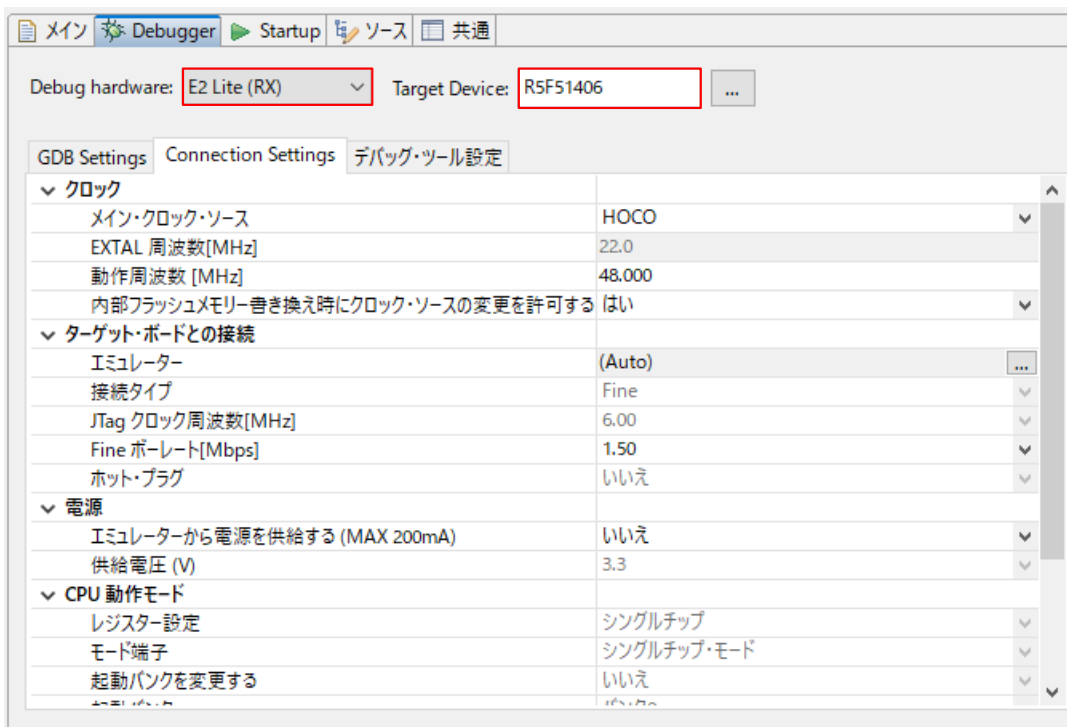 メイン Debugger Startup ソース 共通
Debug hardware: E2 Lite (RX) Target Device: R5F51406 ...
GDB Settings Connection Settings デバッグ・ツール設定
クロック
メイン・クロック・ソース HOCO
EXTAL 周波数[MHz] 22.0
動作周波数 [MHz] 48.000
内部フラッシュメモリー書き換え時にクロック・ソースの変更を許可する はい
ターゲット・ボードとの接続
エミュレーター (Auto) ...
接続タイプ Fine
JTag クロック周波数[MHz] 6.00
Fine ボーレート[Mbps] 1.50
ホット・プラグ いいえ
電源
エミュレーターから電源を供給する (MAX 200mA) いいえ
供給電圧 (V) 3.3
CPU 動作モード
レジスター設定 シングルチップ
モード端子 シングルチップ・モード
起動バンクを変更する いいえ